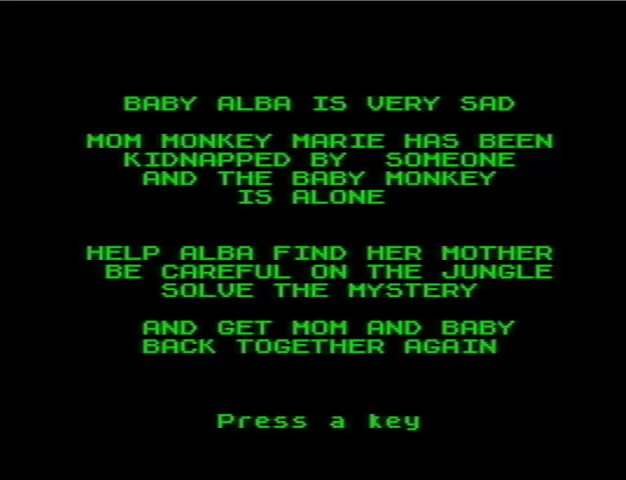 BABY ALBA IS VERY SAD
MOM MONKEY MARIE HAS BEEN
KIDNAPPED BY SOMEONE
AND THE BABY MONKEY
IS ALONE
HELP ALBA FIND HER MOTHER
BE CAREFUL ON THE JUNGLE
SOLVE THE MYSTERY
AND GET MOM AND BABY
BACK TOGETHER AGAIN
Press a key